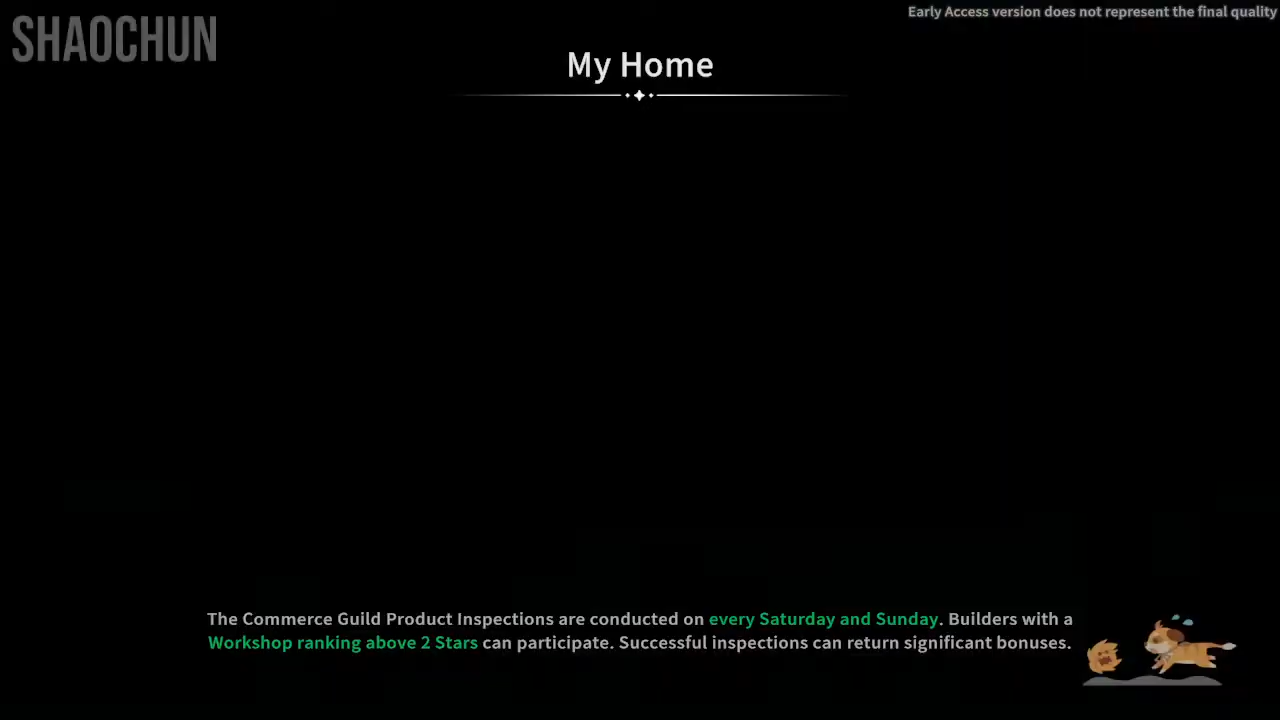 SHAOCHUN
Early Access version does not represent the final quality
My Home
The Commerce Guild Product Inspections are conducted on every Saturday and Sunday. Builders with a
Workshop ranking above 2 Stars can participate. Successful inspections can return significant bonuses.